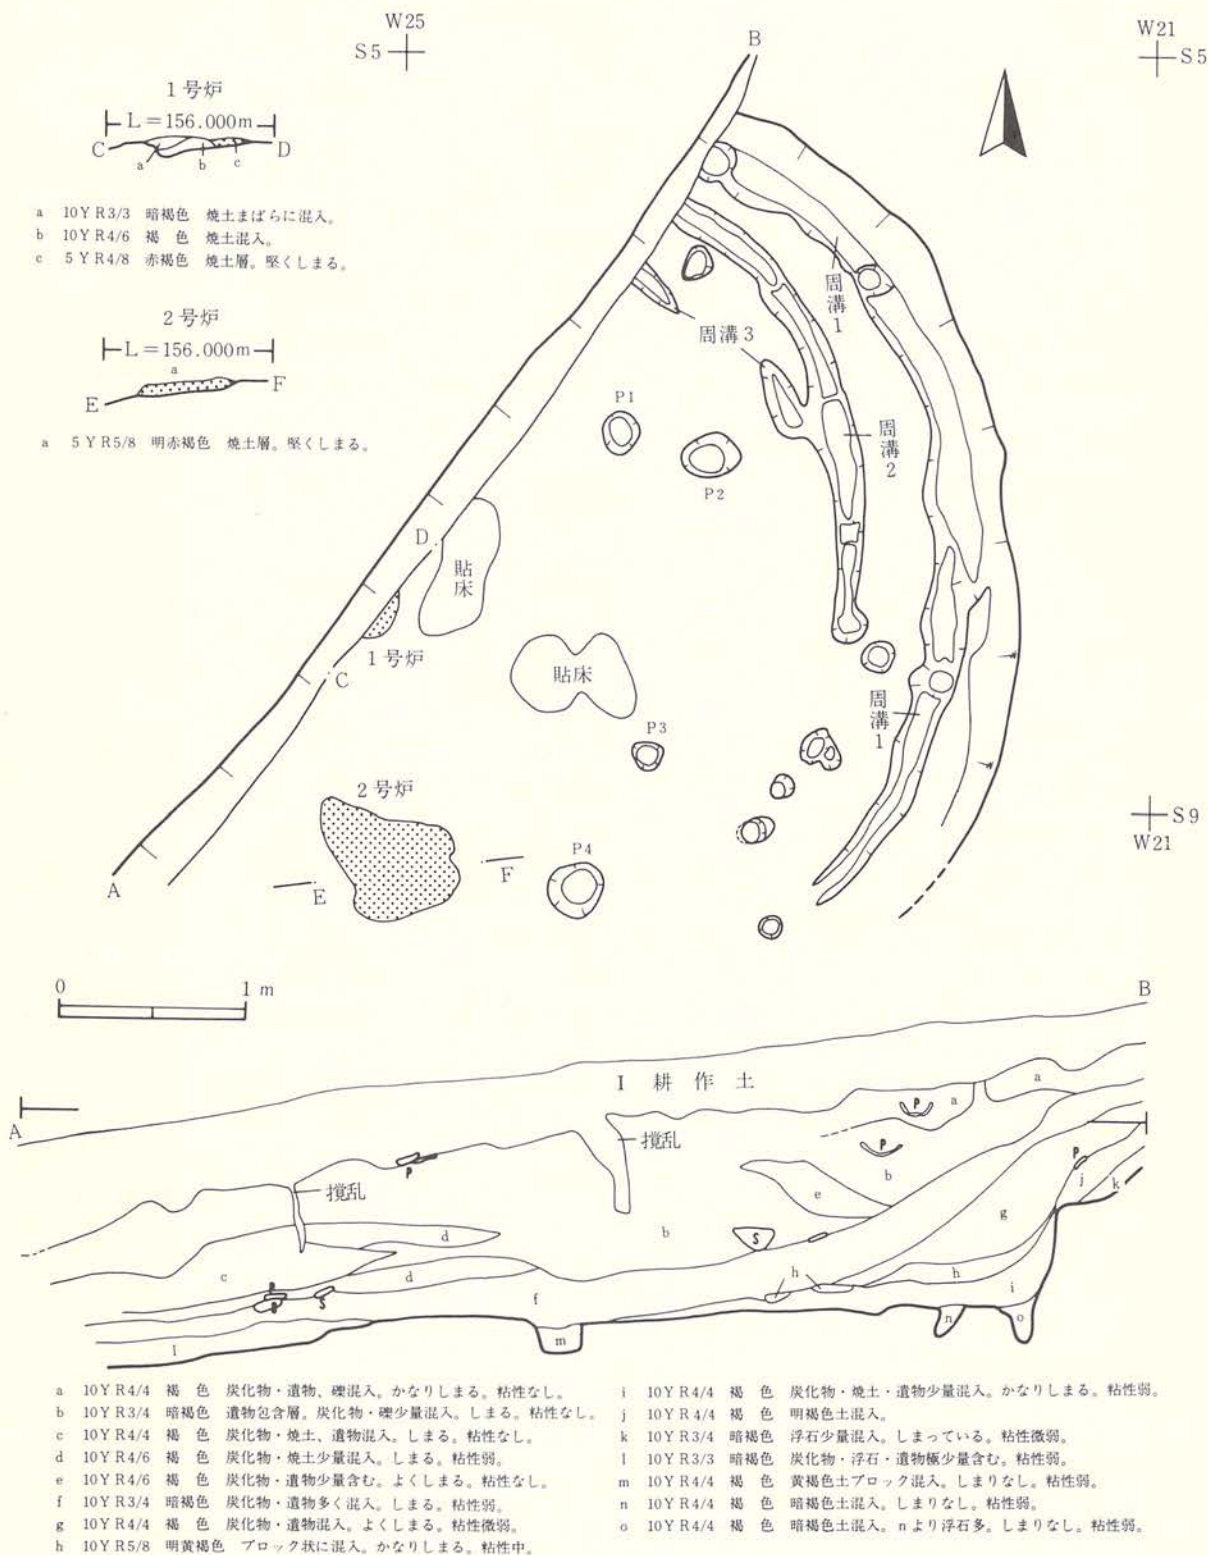 W25
S5
B
W21
S5
1号炉
L=156.000m
C
D
a
b
c
a 10YR3/3 暗褐色 焼土まばらに混入。
b 10YR4/6 褐 色 焼土混入。
c 5YR4/8 赤褐色 焼土層。堅くしまる。
2号炉
L=156.000m
a
E
F
a 5YR5/8 明赤褐色 焼土層。堅くしまる。
周溝1
周溝3
周溝2
P1
P2
D
貼床
1号炉
C
貼床
周溝1
P3
2号炉
S9
W21
P4
A
E
F
0
1 m
B
I 耕作土
A
a
a
P
P
P
P
撹乱
撹乱
b
e
j
k
g
d
b
S
c
d
h
h
i
P
P
S
f
l
m
n
o
a 10YR4/4 褐 色 炭化物・遺物、礫混入。かなりしまる。粘性なし。
b 10YR3/4 暗褐色 遺物包含層。炭化物・礫少量混入。しまる。粘性なし。
c 10YR4/4 褐 色 炭化物・焼土、遺物混入。しまる。粘性なし。
d 10YR4/6 褐 色 炭化物・焼土少量混入。しまる。粘性弱。
e 10YR4/6 褐 色 炭化物・遺物少量含む。よくしまる。粘性なし。
f 10YR3/4 暗褐色 炭化物・遺物多く混入。しまる。粘性弱。
g 10YR4/4 褐 色 炭化物・遺物混入。よくしまる。粘性微弱。
h 10YR5/8 明黄褐色 ブロック状に混入。かなりしまる。粘性中。
i 10YR4/4 褐 色 炭化物・焼土・遺物少量混入。かなりしまる。粘性弱。
j 10YR4/4 褐 色 明褐色土混入。
k 10YR3/4 暗褐色 浮石少量混入。しまっている。粘性微弱。
l 10YR3/3 暗褐色 炭化物・浮石・遺物極少量含む。粘性弱。
m 10YR4/4 褐 色 黄褐色土ブロック混入。しまりなし。粘性弱。
n 10YR4/4 褐 色 暗褐色土混入。しまりなし。粘性弱。
o 10YR4/4 褐 色 暗褐色土混入。nより浮石多。しまりなし。粘性弱。